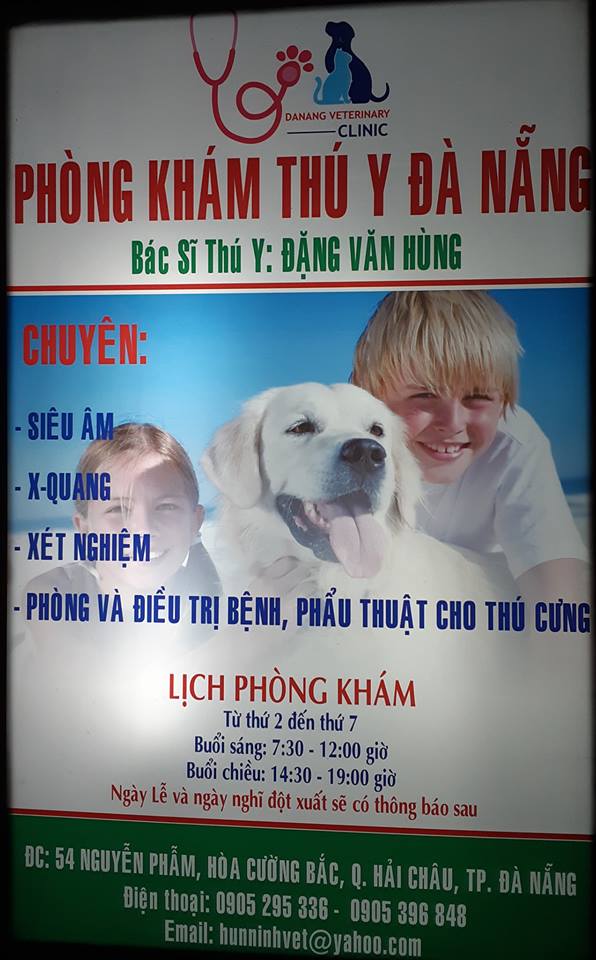 DANANG VETERINARY
CLINIC
PHÒNG KHÁM THÚ Y ĐÀ NẴNG
Bác Sĩ Thú Y: ĐẶNG VĂN HÙNG
CHUYÊN:
- SIÊU ÂM
- X-QUANG
- XÉT NGHIỆM
- PHÒNG VÀ ĐIỀU TRỊ BỆNH, PHẨU THUẬT CHO THÚ CƯNG
LỊCH PHÒNG KHÁM
Từ thứ 2 đến thứ 7
Buổi sáng: 7:30 - 12:00 giờ
Buổi chiều: 14:30 - 19:00 giờ
Ngày Lễ và ngày nghĩ đột xuất sẽ có thông báo sau
ĐC: 54 NGUYỄN PHẨM, HÒA CƯỜNG BẮC, Q. HẢI CHÂU, TP. ĐÀ NẴNG
Điện thoại: 0905 295 336 - 0905 396 848
Email: hunninhvet@yahoo.com